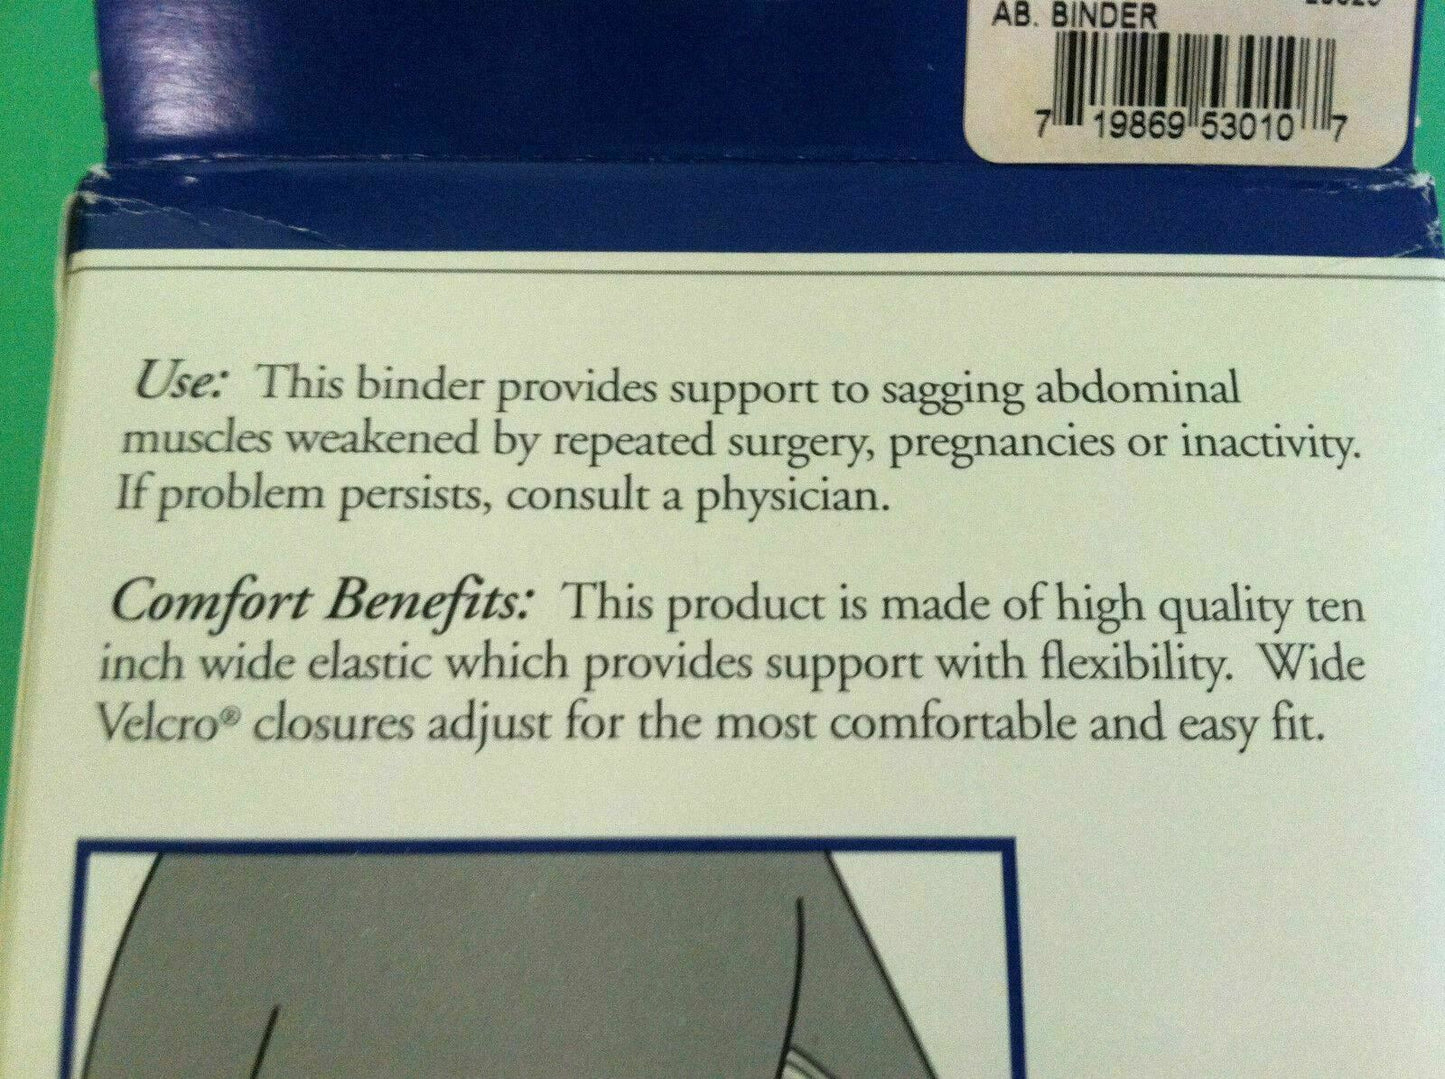 AB. BINDER
7 19869 53010 7
Use: This binder provides support to sagging abdominal
muscles weakened by repeated surgery, pregnancies or inactivity.
If problem persists, consult a physician.
Comfort Benefits: This product is made of high quality ten
inch wide elastic which provides support with flexibility. Wide
Velcro® closures adjust for the most comfortable and easy fit.